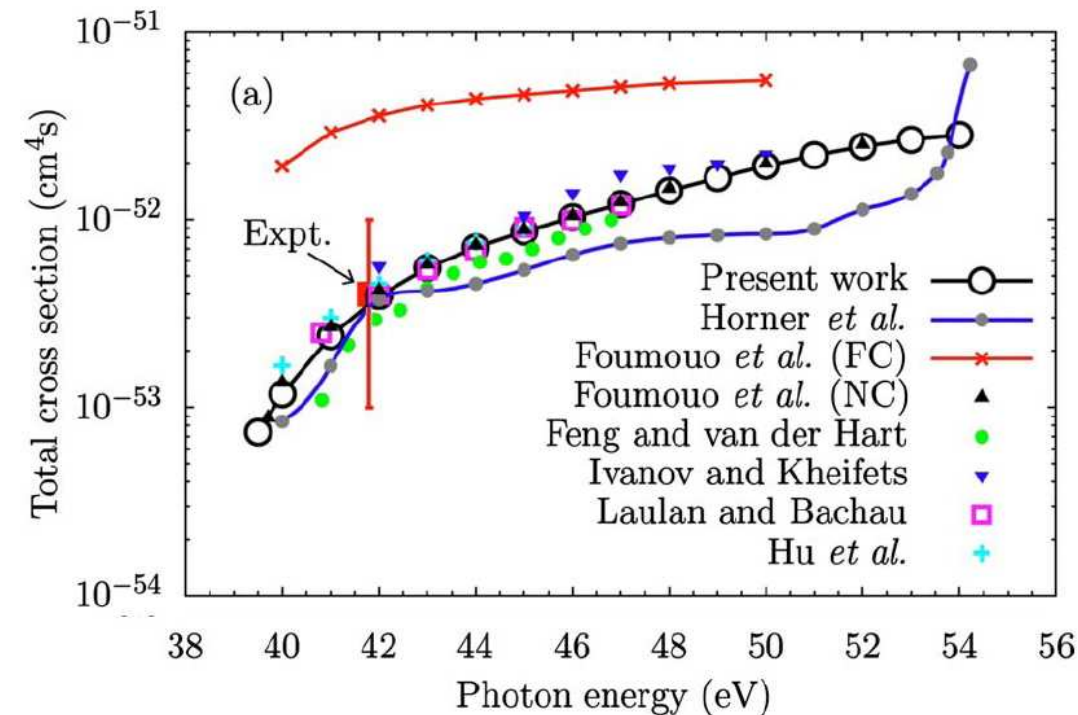 10⁻⁵¹
(a)
Total cross section (cm⁴s)
10⁻⁵²
Expt.
Present work
Horner et al.
Foumouo et al. (FC)
10⁻⁵³
Foumouo et al. (NC)
Feng and van der Hart
Ivanov and Kheifets
Laulan and Bachau
Hu et al.
10⁻⁵⁴
38 40 42 44 46 48 50 52 54 56
Photon energy (eV)